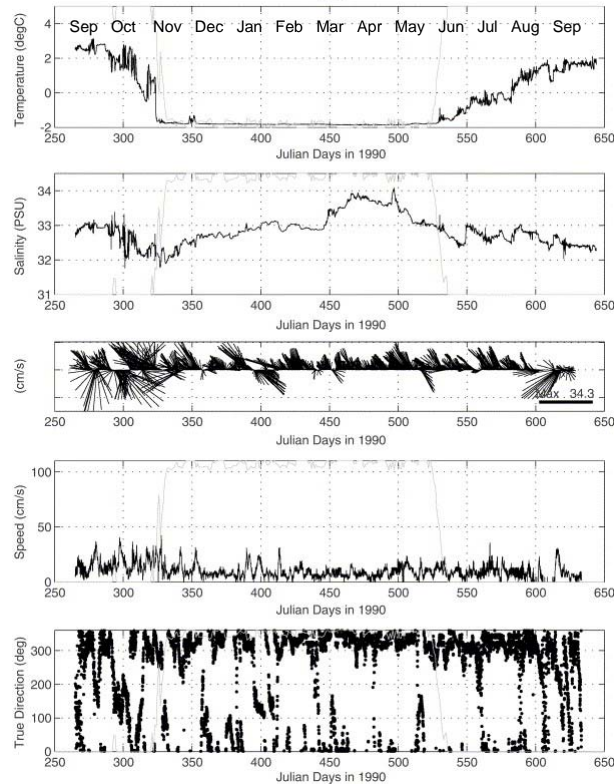 Sep Oct Nov Dec Jan Feb Mar Apr May Jun Jul Aug Sep
Temperature (degC)
4
2
0
-2
250 300 350 400 450 500 550 600 650
Julian Days in 1990
Salinity (PSU)
34
33
32
31
250 300 350 400 450 500 550 600 650
Julian Days in 1990
(cm/s)
Max . 34.3
250 300 350 400 450 500 550 600 650
Speed (cm/s)
100
50
0
250 300 350 400 450 500 550 600 650
Julian Days in 1990
True Direction (deg)
300
200
100
0
250 300 350 400 450 500 550 600 650
Julian Days in 1990